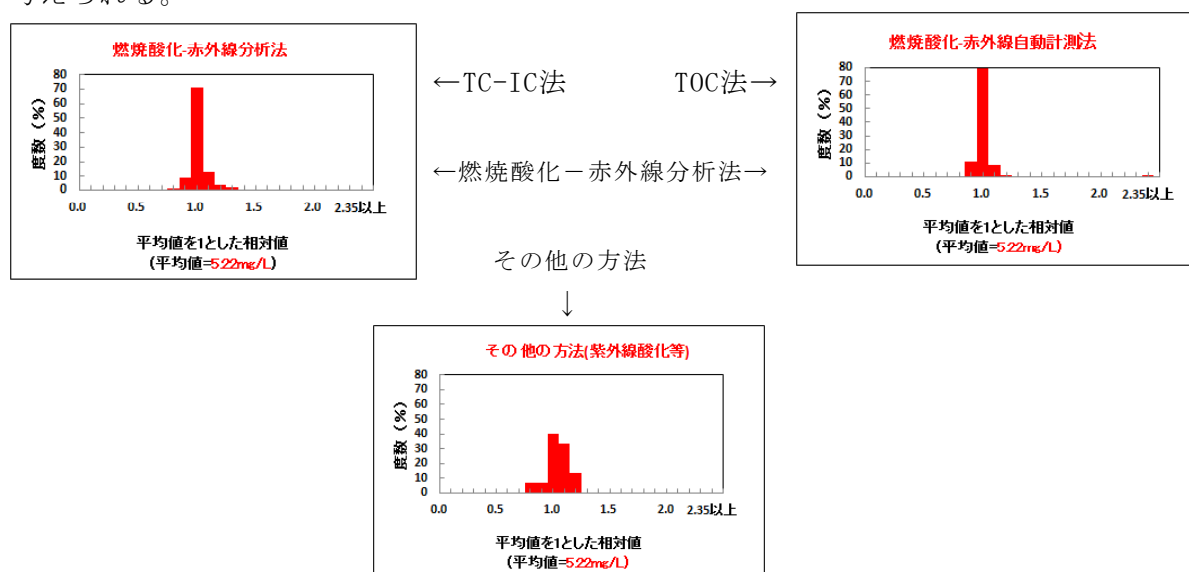 考えられる。
燃焼酸化-赤外線分析法
80
70
60
50
40
30
20
10
0
度数（%）
0.0 0.5 1.0 1.5 2.0 2.35以上
平均値を1とした相対値
(平均値=5.22mg/L)
←TC-IC法 TOC法→
←燃焼酸化－赤外線分析法→
その他の方法
↓
燃焼酸化-赤外線自動計測法
80
70
60
50
40
30
20
10
0
度数（%）
0.0 0.5 1.0 1.5 2.0 2.35以上
平均値を1とした相対値
(平均値=5.22mg/L)
その他の方法(紫外線酸化等)
80
70
60
50
40
30
20
10
0
度数（%）
0.0 0.5 1.0 1.5 2.0 2.35以上
平均値を1とした相対値
(平均値=5.22mg/L)